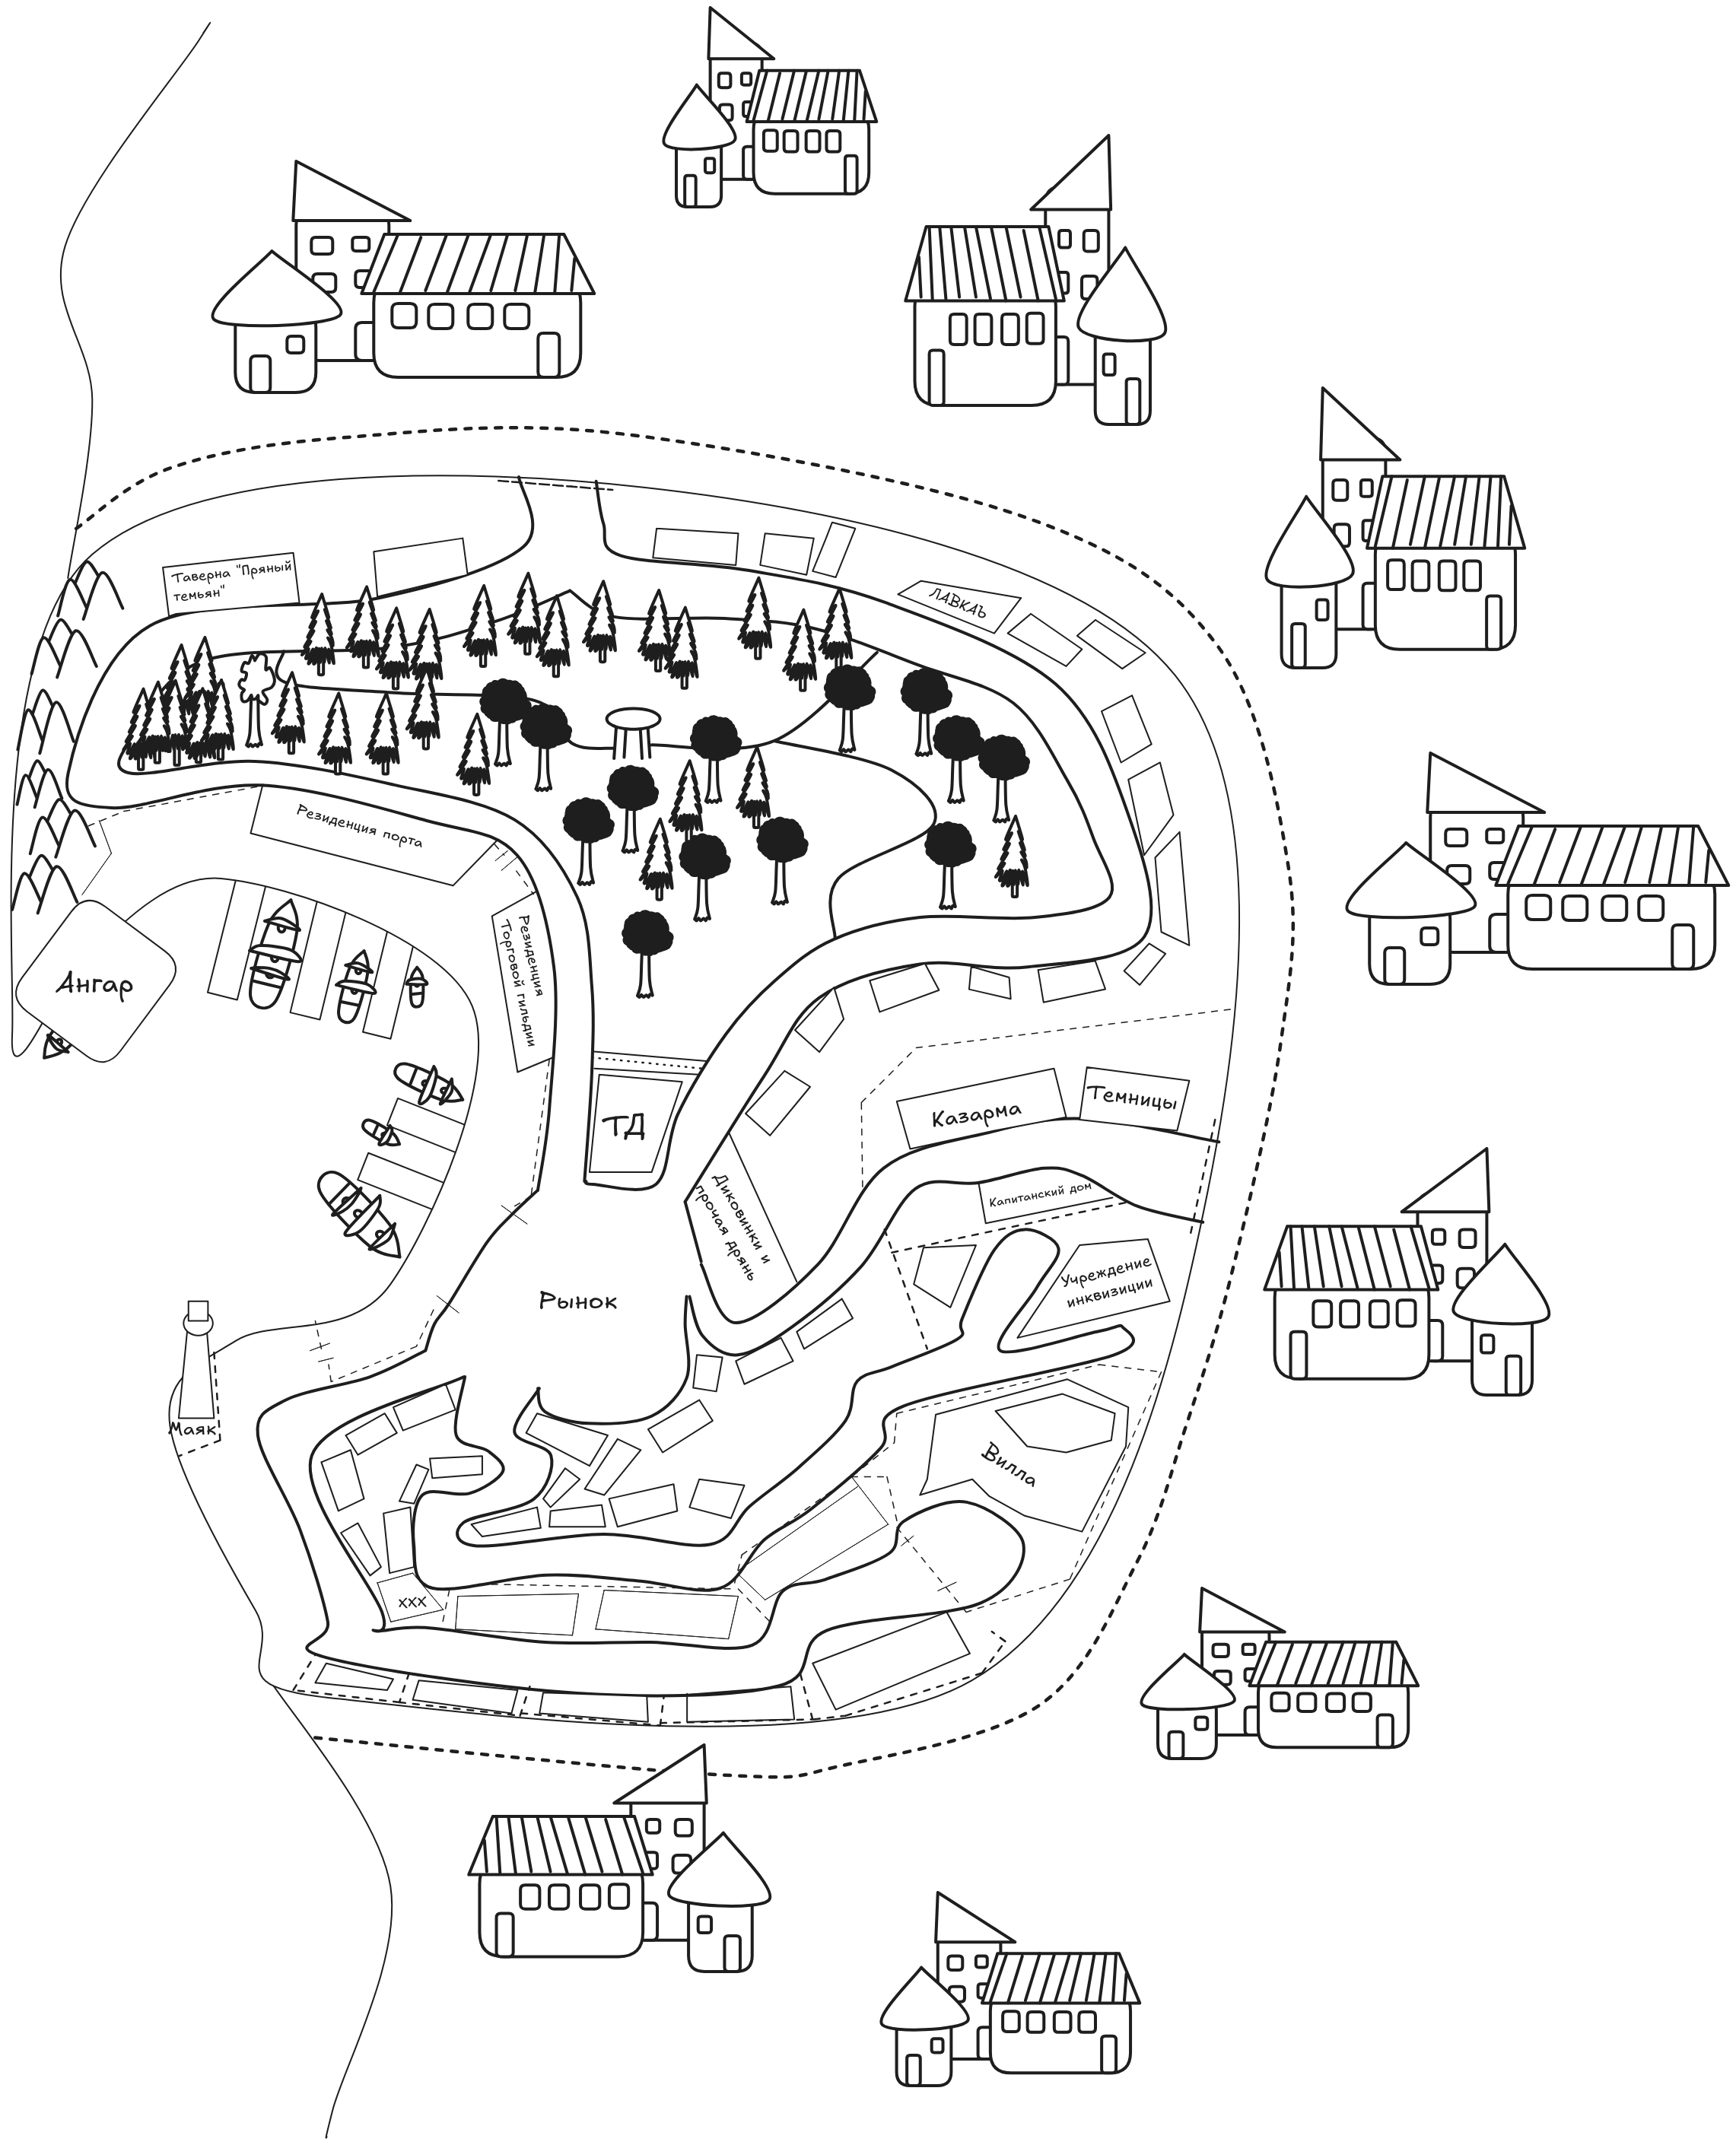 Таверна "Пряный
темьян"
ЛАВКАЪ
Резиденция порта
Резиденция
Торговой гильдии
Ангар
ТД
Казарма
Темницы
Диковинки и
прочая дрянь
Капитанский дом
Учреждение
инквизиции
Рынок
Маяк
Вилла
xxx